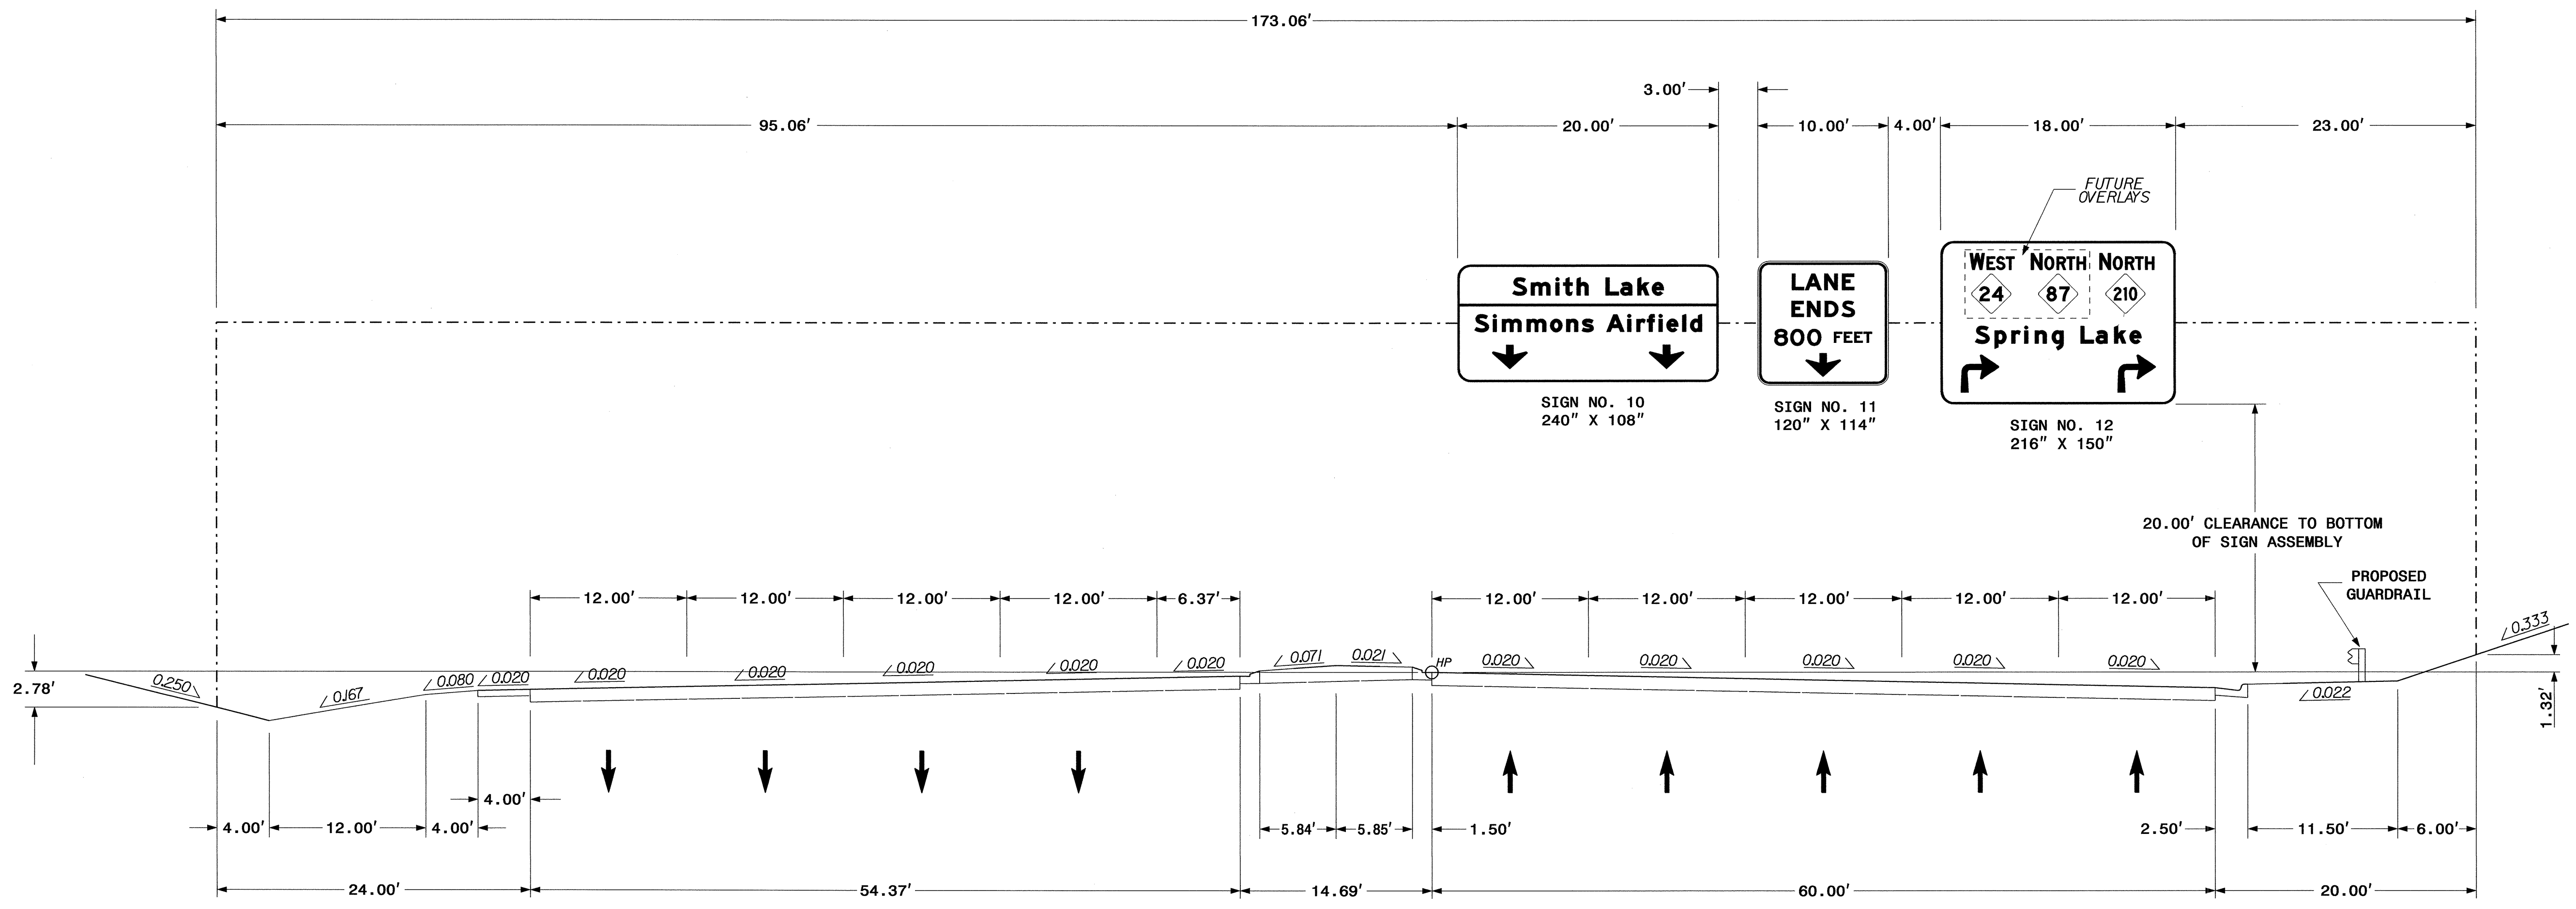 173.06'
3.00'
95.06' 20.00' 10.00' 4.00' 18.00' 23.00'
FUTURE
OVERLAYS
Smith Lake
Simmons Airfield
LANE
ENDS
800 FEET
WEST NORTH NORTH
24 87 210
Spring Lake
SIGN NO. 10
240" X 108"
SIGN NO. 11
120" X 114"
SIGN NO. 12
216" X 150"
20.00' CLEARANCE TO BOTTOM
OF SIGN ASSEMBLY
PROPOSED
GUARDRAIL
12.00' 12.00' 12.00' 12.00' 6.37' 12.00' 12.00' 12.00' 12.00' 12.00'
2.78'
0.250 0.167 0.080 0.020 0.020 0.020 0.020 0.020 0.020 0.071 0.021 HP 0.020 0.020 0.020 0.020 0.020 0.022 0.333
1.32'
4.00'
4.00' 12.00' 4.00' 5.84' 5.85' 1.50' 2.50' 11.50' 6.00'
24.00' 54.37' 14.69' 60.00' 20.00'